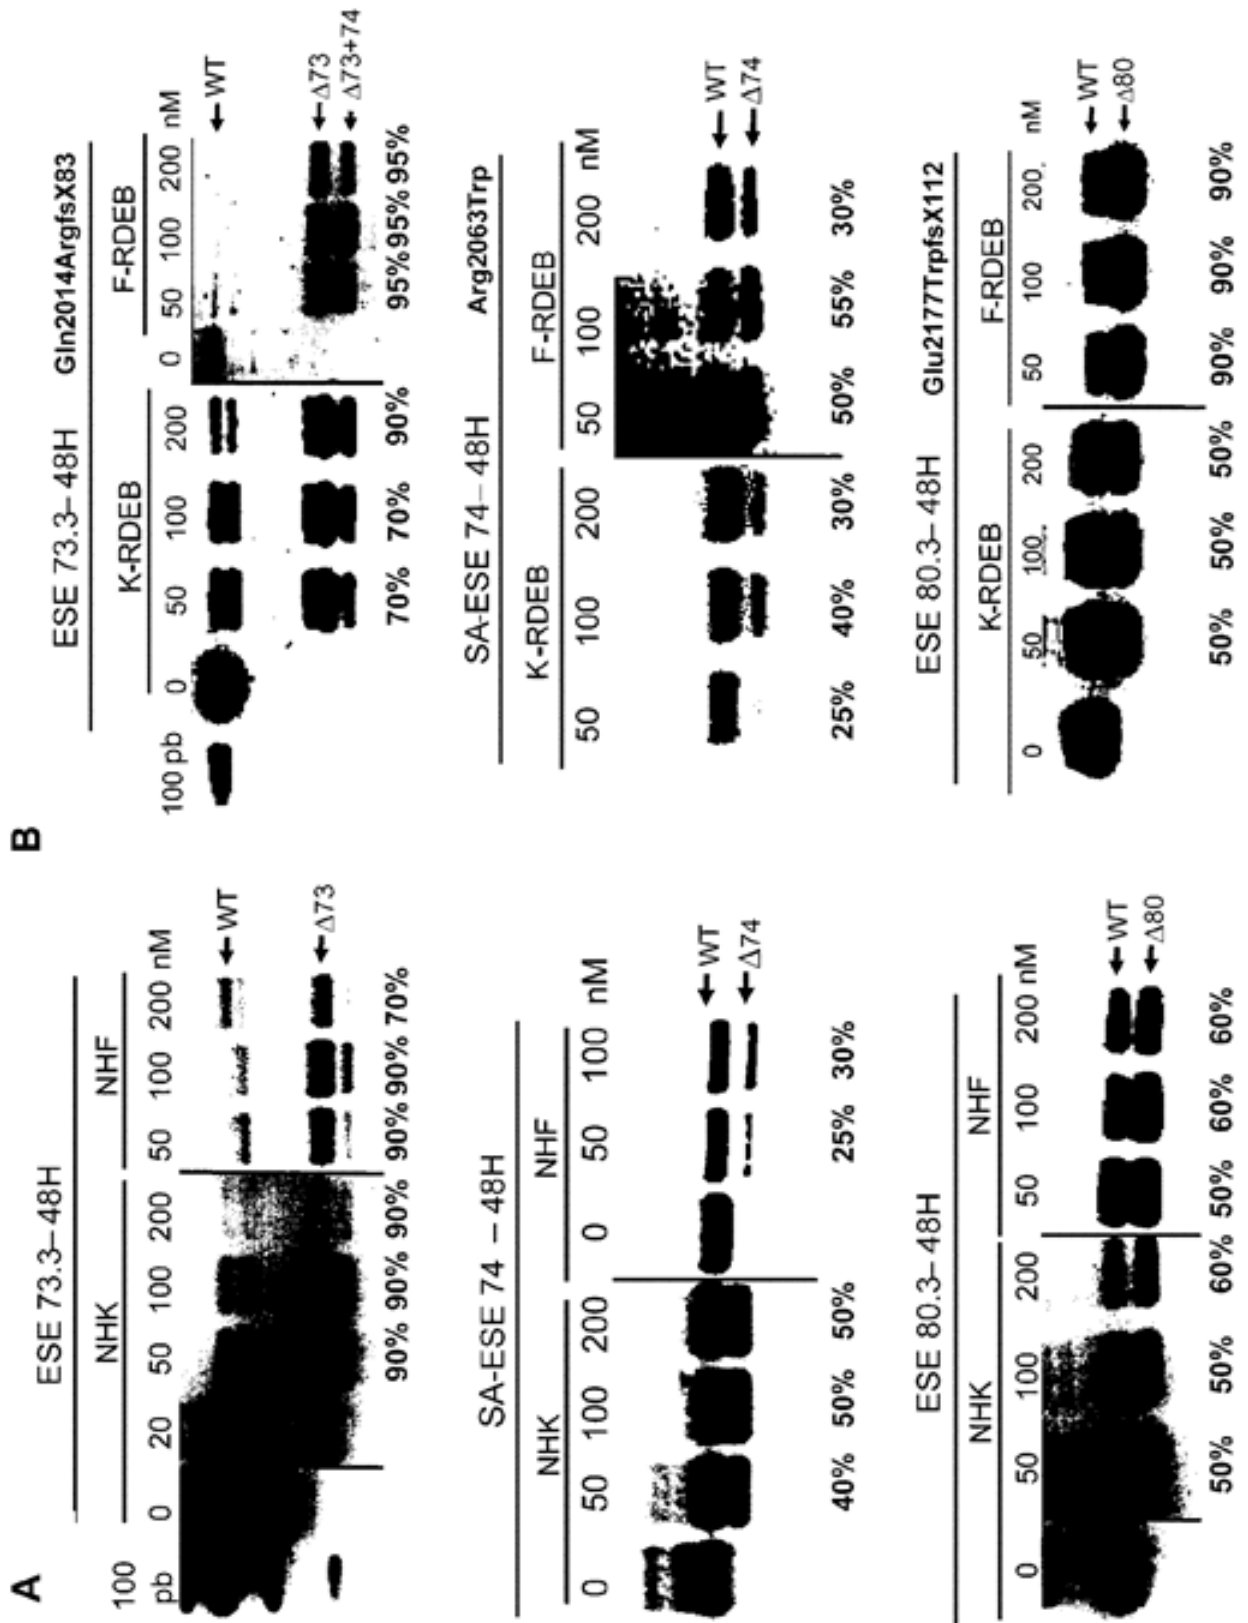 A
ESE 73.3–48H
NHK NHF
100 pb 0 20 50 100 200 50 100 200 nM
←WT
←Δ73
90% 90% 90% 90% 90% 70%
SA-ESE 74 – 48H
NHK NHF
0 50 100 200 0 50 100 nM
←WT
←Δ74
40% 50% 50% 25% 30%
ESE 80.3–48H
NHK NHF
0 50 100 200 50 100 200 nM
←WT
←Δ80
50% 50% 60% 50% 60% 60%
B
ESE 73.3–48H Gln2014ArgfsX83
K-RDEB F-RDEB
100 pb 0 50 100 200 0 50 100 200 nM
←WT
←Δ73
←Δ73+74
70% 70% 90% 95% 95% 95%
SA-ESE 74–48H Arg2063Trp
K-RDEB F-RDEB
50 100 200 50 100 200 nM
←WT
←Δ74
25% 40% 30% 50% 55% 30%
ESE 80.3–48H Glu2177TrpfsX112
K-RDEB F-RDEB
0 50 100 200 50 100 200. nM
←WT
←Δ80
50% 50% 50% 90% 90% 90%